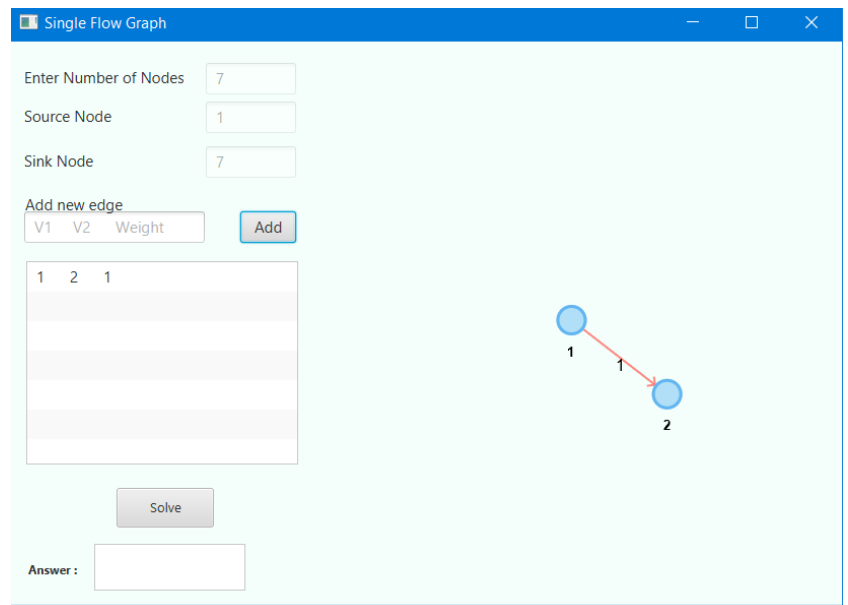 Single Flow Graph
Enter Number of Nodes 7
Source Node 1
Sink Node 7
Add new edge
V1 V2 Weight Add
1 2 1
1
1
2
Solve
Answer :